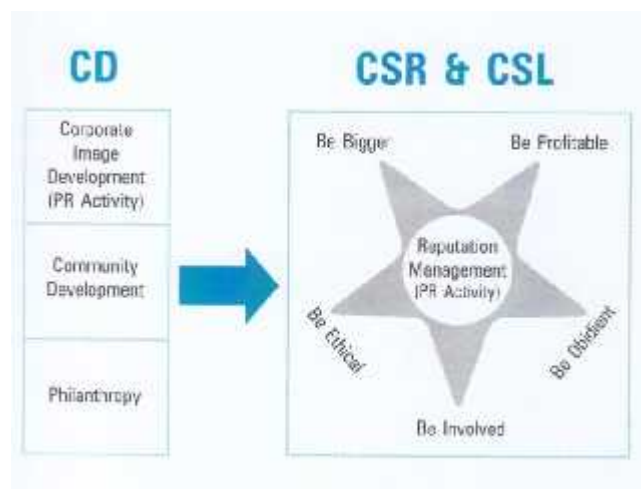 CD
CSR & CSL
Corporate
Image
Development
(PR Activity)
Community
Development
Philanthropy
Be Bigger
Be Profitable
Reputation
Management
(PR Activity)
Be Ethical
Be Obidient
Be Involved